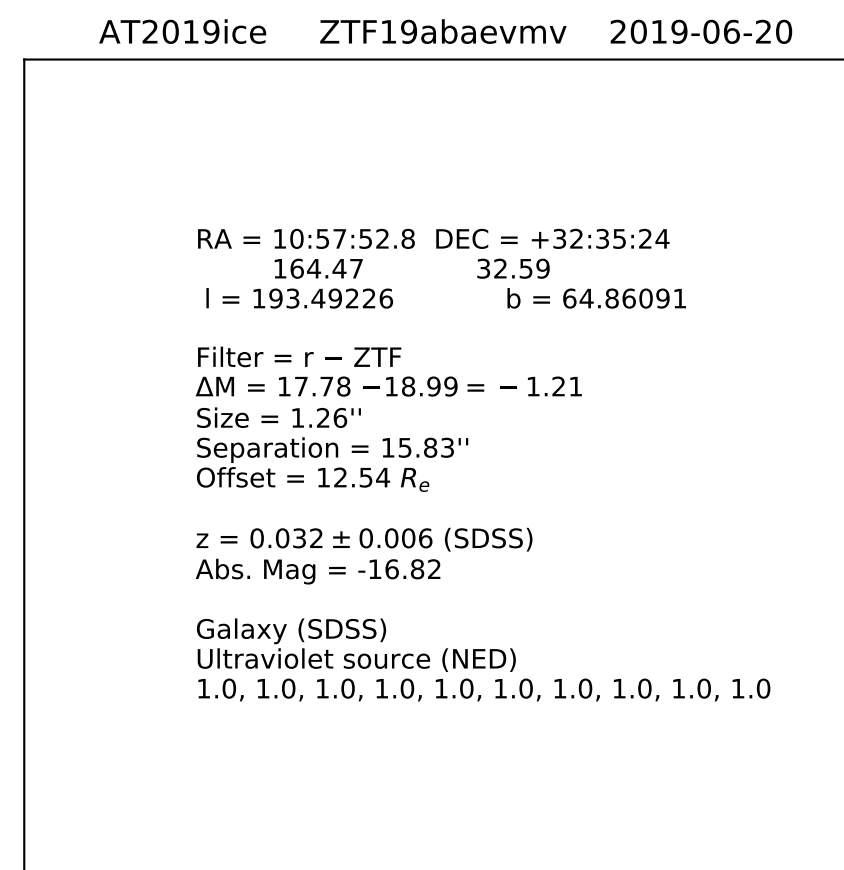 AT2019ice ZTF19abaevmv 2019-06-20
RA = 10:57:52.8 DEC = +32:35:24
164.47 32.59
l = 193.49226 b = 64.86091
Filter = r − ZTF
ΔM = 17.78 −18.99 = − 1.21
Size = 1.26''
Separation = 15.83''
Offset = 12.54 Rₑ
z = 0.032 ± 0.006 (SDSS)
Abs. Mag = -16.82
Galaxy (SDSS)
Ultraviolet source (NED)
1.0, 1.0, 1.0, 1.0, 1.0, 1.0, 1.0, 1.0, 1.0, 1.0